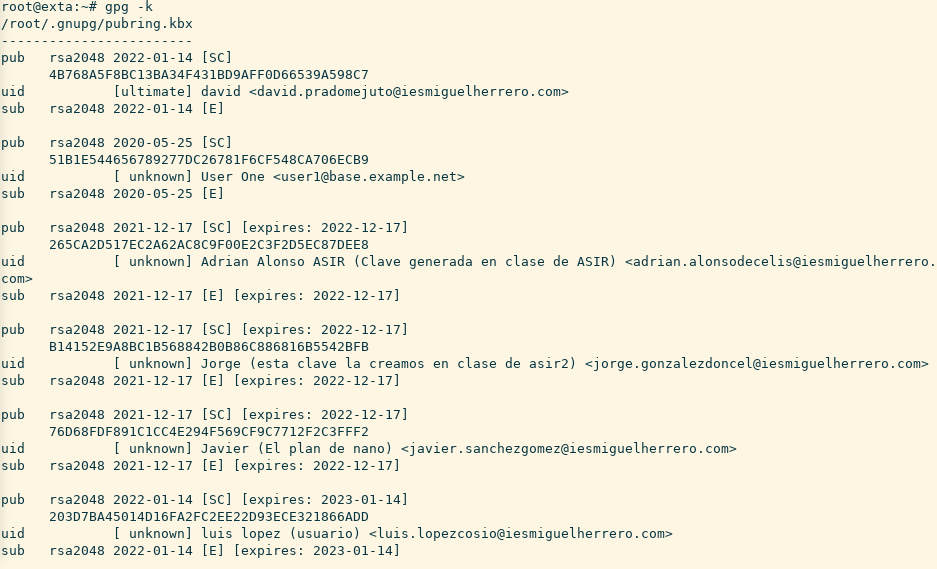 root@exta:~# gpg -k
/root/.gnupg/pubring.kbx
------------------------
pub   rsa2048 2022-01-14 [SC]
      4B768A5F8BC13BA34F431BD9AFF0D66539A598C7
uid           [ultimate] david <david.pradomejuto@iesmiguelherrero.com>
sub   rsa2048 2022-01-14 [E]

pub   rsa2048 2020-05-25 [SC]
      51B1E544656789277DC26781F6CF548CA706ECB9
uid           [ unknown] User One <user1@base.example.net>
sub   rsa2048 2020-05-25 [E]

pub   rsa2048 2021-12-17 [SC] [expires: 2022-12-17]
      265CA2D517EC2A62AC8C9F00E2C3F2D5EC87DEE8
uid           [ unknown] Adrian Alonso ASIR (Clave generada en clase de ASIR) <adrian.alonsodecelis@iesmiguelherrero.
com>
sub   rsa2048 2021-12-17 [E] [expires: 2022-12-17]

pub   rsa2048 2021-12-17 [SC] [expires: 2022-12-17]
      B14152E9A8BC1B568842B0B86C886816B5542BFB
uid           [ unknown] Jorge (esta clave la creamos en clase de asir2) <jorge.gonzalezdoncel@iesmiguelherrero.com>
sub   rsa2048 2021-12-17 [E] [expires: 2022-12-17]

pub   rsa2048 2021-12-17 [SC] [expires: 2022-12-17]
      76D68FDF891C1CC4E294F569CF9C7712F2C3FFF2
uid           [ unknown] Javier (El plan de nano) <javier.sanchezgomez@iesmiguelherrero.com>
sub   rsa2048 2021-12-17 [E] [expires: 2022-12-17]

pub   rsa2048 2022-01-14 [SC] [expires: 2023-01-14]
      203D7BA45014D16FA2FC2EE22D93ECE321866ADD
uid           [ unknown] luis lopez (usuario) <luis.lopezcosio@iesmiguelherrero.com>
sub   rsa2048 2022-01-14 [E] [expires: 2023-01-14]